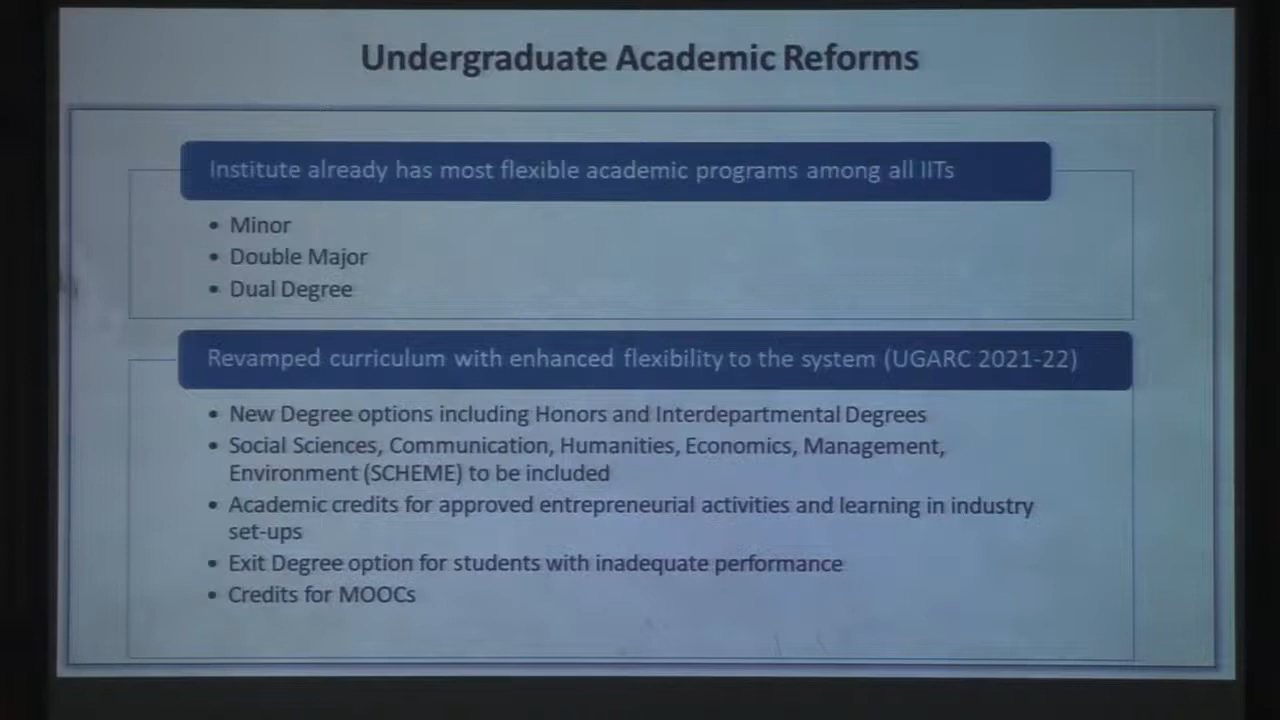 Undergraduate Academic Reforms
Institute already has most flexible academic programs among all IITs
• Minor
• Double Major
• Dual Degree
Revamped curriculum with enhanced flexibility to the system (UGARC 2021-22)
• New Degree options including Honors and Interdepartmental Degrees
• Social Sciences, Communication, Humanities, Economics, Management,
Environment (SCHEME) to be included
• Academic credits for approved entrepreneurial activities and learning in industry
set-ups
• Exit Degree option for students with inadequate performance
• Credits for MOOCs